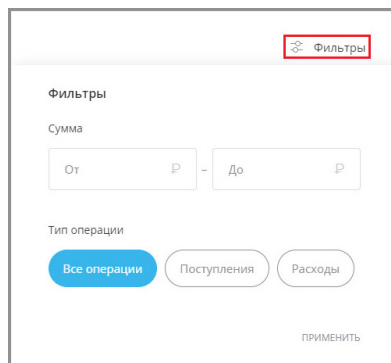 Фильтры
Фильтры
Сумма
От ₽ – До ₽
Тип операции
Все операции Поступления Расходы
ПРИМЕНИТЬ